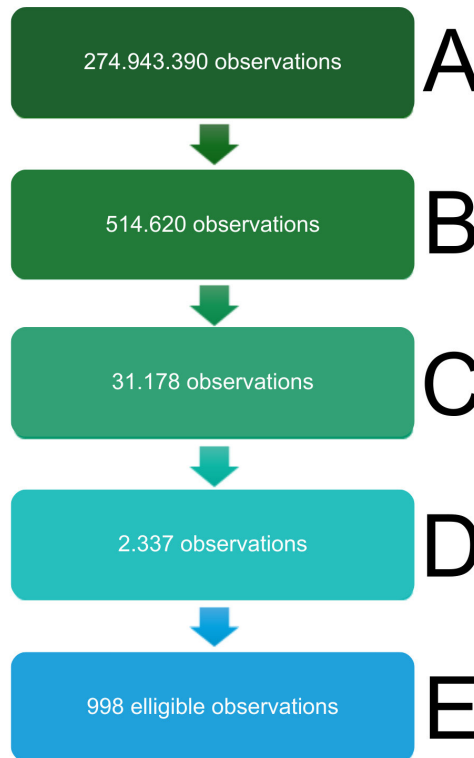 274.943.390 observations
A
514.620 observations
B
31.178 observations
C
2.337 observations
D
998 elligible observations
E